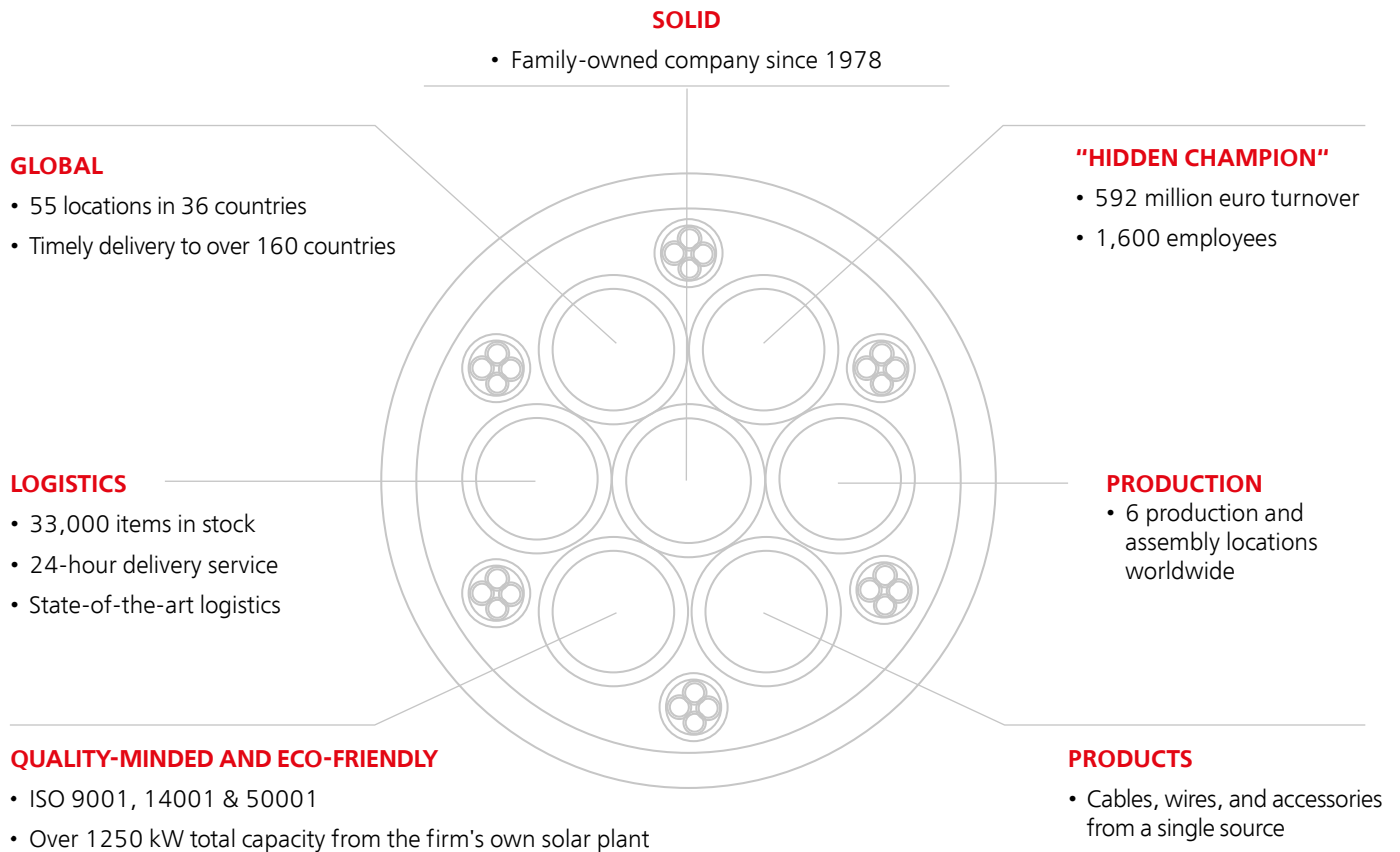 SOLID
• Family-owned company since 1978
GLOBAL
• 55 locations in 36 countries
• Timely delivery to over 160 countries
"HIDDEN CHAMPION"
• 592 million euro turnover
• 1,600 employees
LOGISTICS
• 33,000 items in stock
• 24-hour delivery service
• State-of-the-art logistics
PRODUCTION
• 6 production and
assembly locations
worldwide
QUALITY-MINDED AND ECO-FRIENDLY
• ISO 9001, 14001 & 50001
• Over 1250 kW total capacity from the firm's own solar plant
PRODUCTS
• Cables, wires, and accessories
from a single source